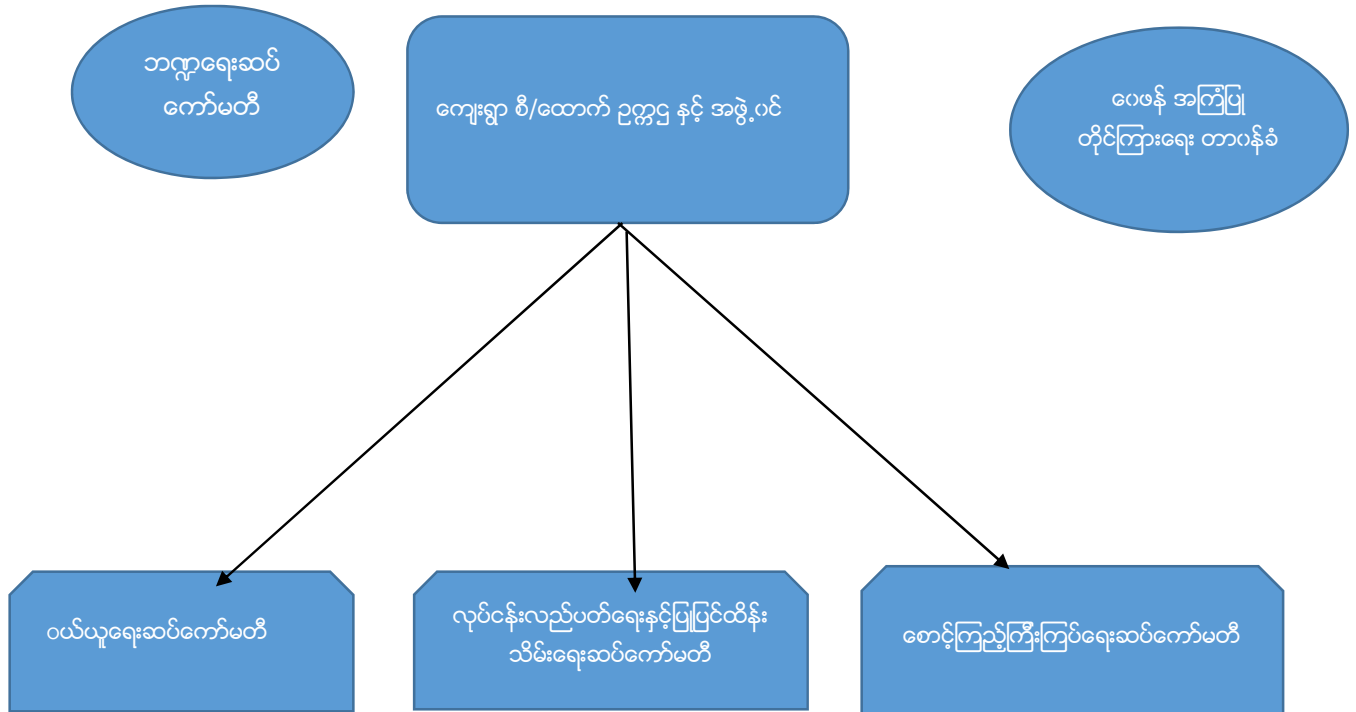 ဘဏ္ဍရေးဆပ်
ကော်မတီ
ကျေးရွာ စီ/ထောက် ဥက္ကဌ နှင့် အဖွဲ့ဝင်
ဝေဖန် အကြံပြု
တိုင်ကြားရေး တာဝန်ခံ
ဝယ်ယူရေးဆပ်ကော်မတီ
လုပ်ငန်းလည်ပတ်ရေးနှင့်ပြုပြင်ထိန်း
သိမ်းရေးဆပ်ကော်မတီ
စောင့်ကြည့်ကြီးကြပ်ရေးဆပ်ကော်မတီ